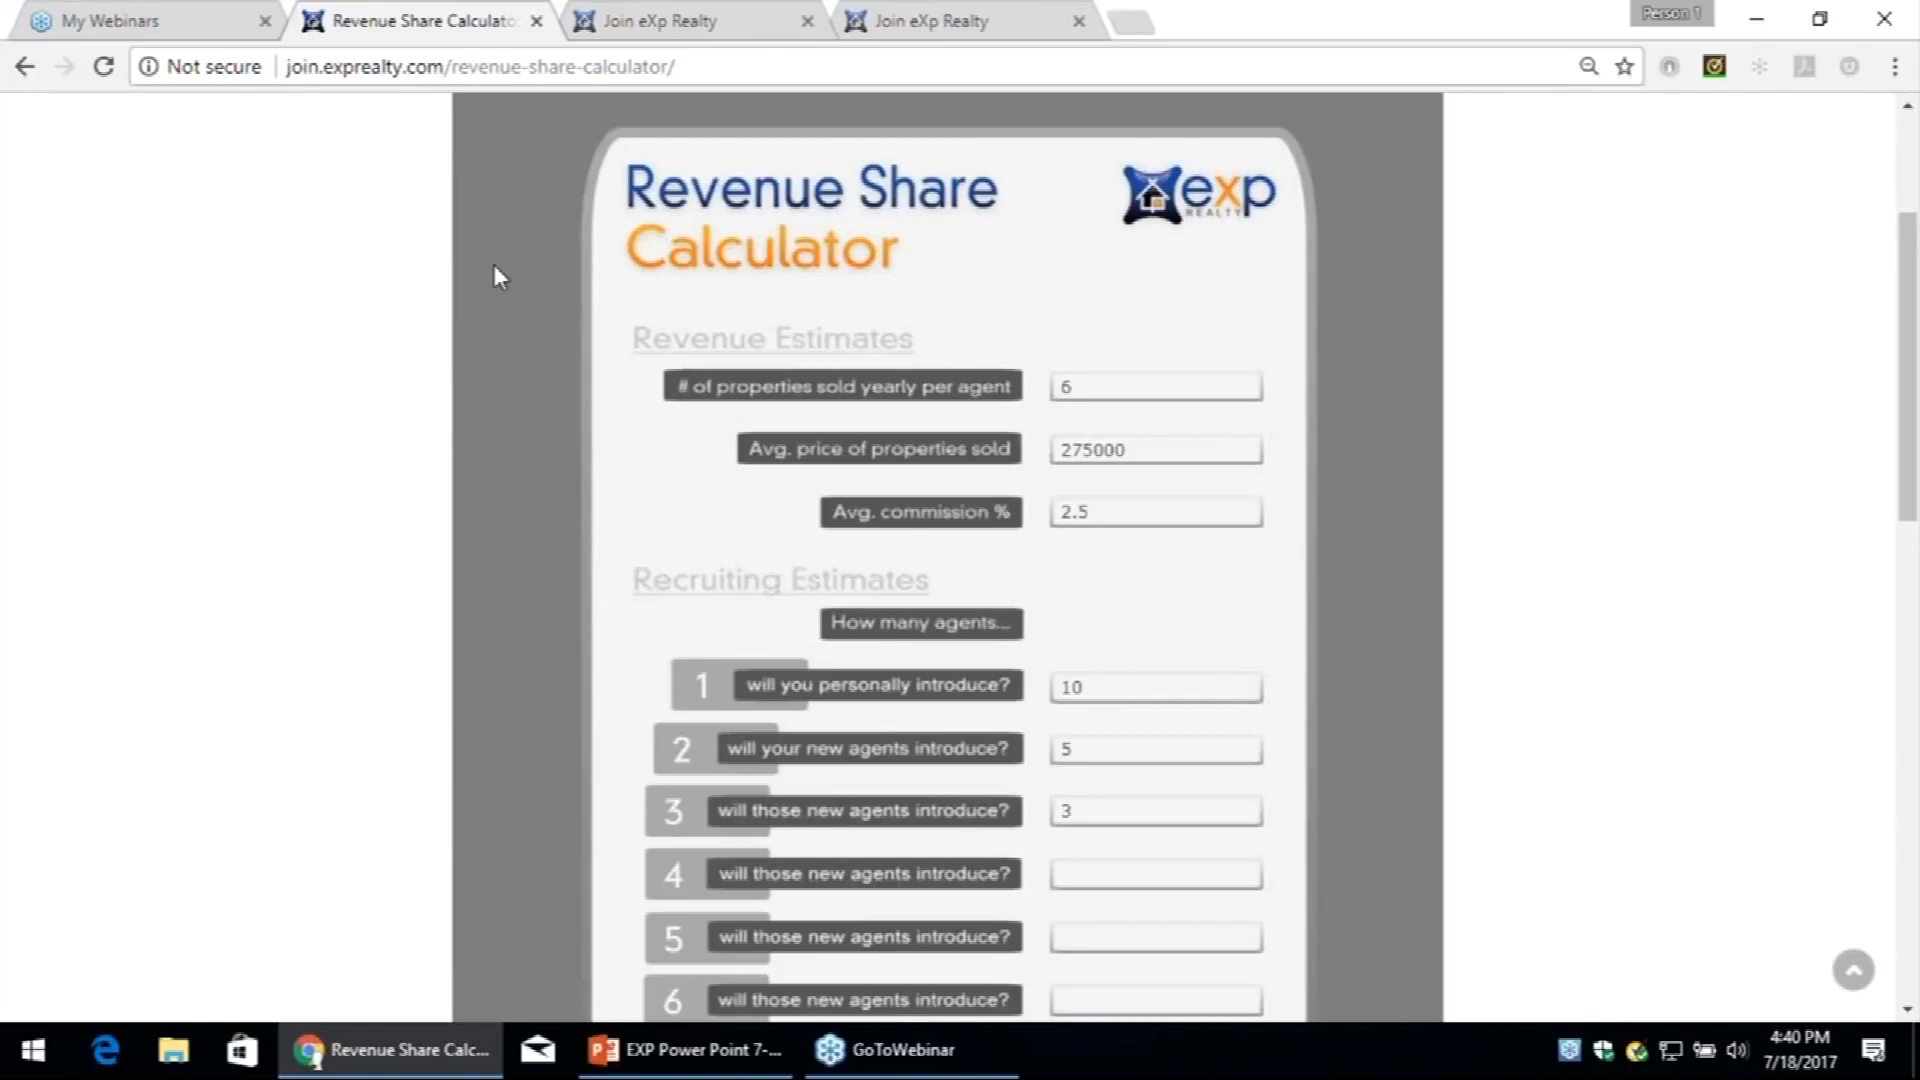 My Webinars
Revenue Share Calculato
Join eXp Realty
Join eXp Realty
Person 1
Not secure
join.exprealty.com/revenue-share-calculator/
Revenue Share
Calculator
exp
REALTY
Revenue Estimates
# of properties sold yearly per agent 6
Avg. price of properties sold 275000
Avg. commission % 2.5
Recruiting Estimates
How many agents...
1 will you personally introduce? 10
2 will your new agents introduce? 5
3 will those new agents introduce? 3
4 will those new agents introduce?
5 will those new agents introduce?
6 will those new agents introduce?
Revenue Share Calc...
EXP Power Point 7-...
GoToWebinar
4:40 PM
7/18/2017